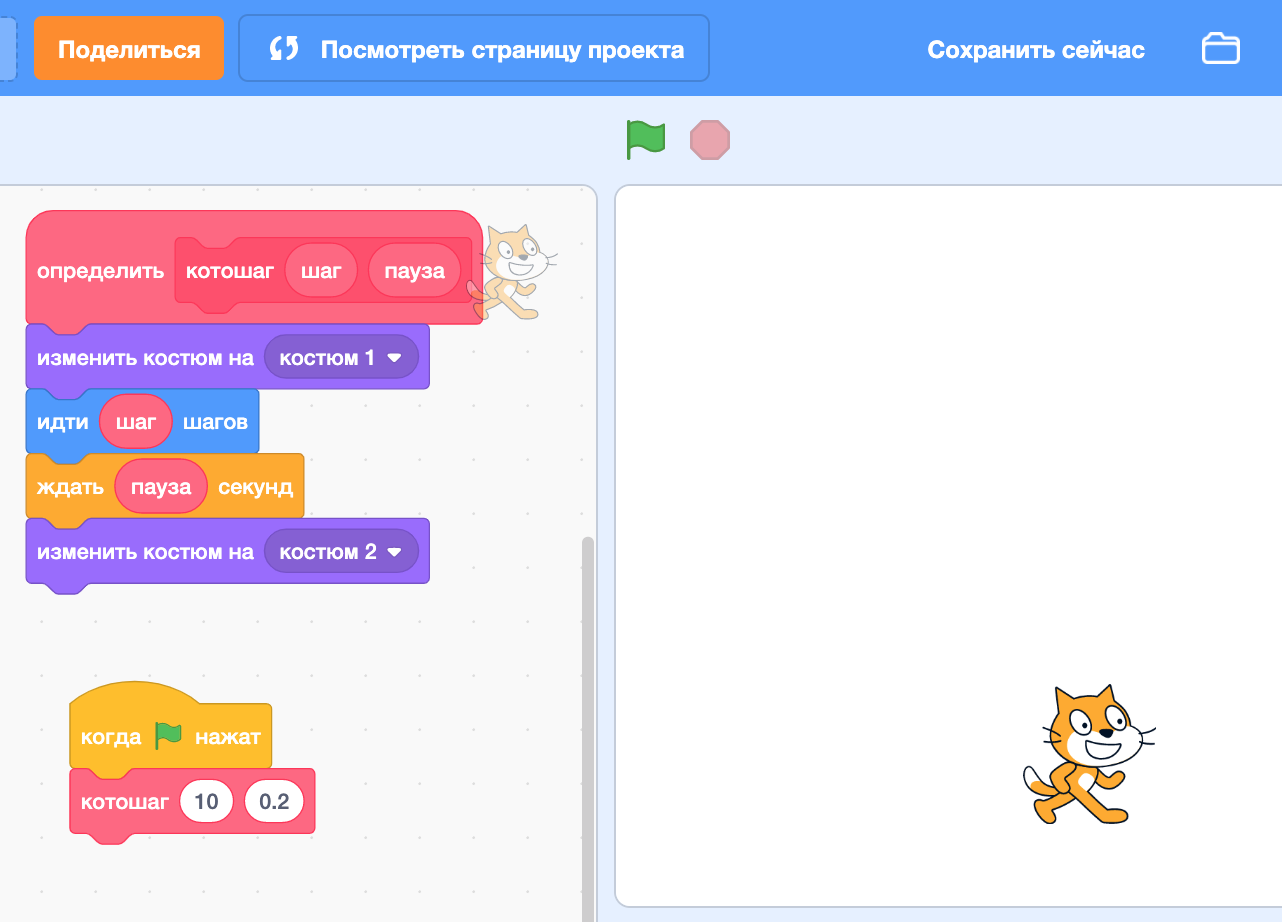 Поделиться Посмотреть страницу проекта Сохранить сейчас
определить котошаг шаг пауза
изменить костюм на костюм 1
идти шаг шагов
ждать пауза секунд
изменить костюм на костюм 2
когда нажат
котошаг 10 0.2